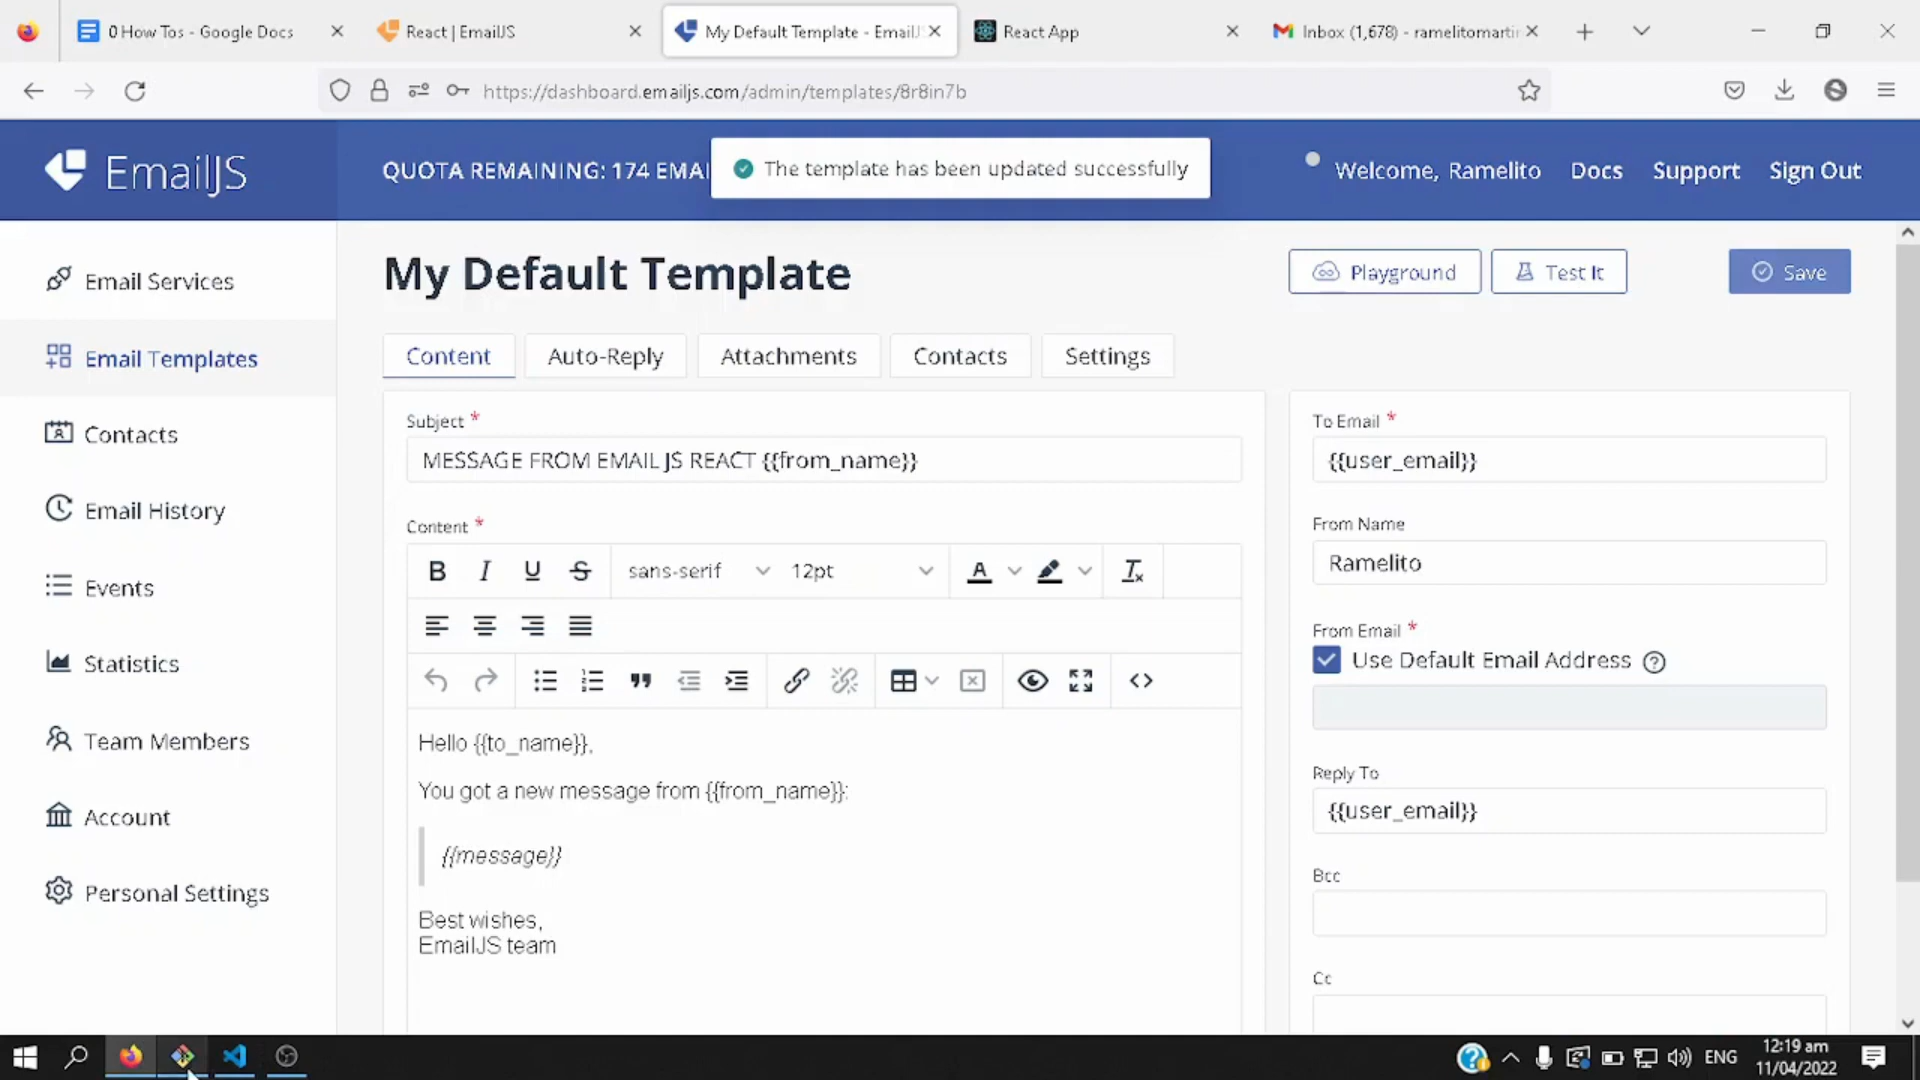 0 How Tos - Google Docs
React | EmailJS
My Default Template - EmailJS
React App
Inbox (1,678) - ramelitomarti
https://dashboard.emailjs.com/admin/templates/8r8in7b
EmailJS
QUOTA REMAINING: 174 EMAI
The template has been updated successfully
Welcome, Ramelito
Docs
Support
Sign Out
Email Services
Email Templates
Contacts
Email History
Events
Statistics
Team Members
Account
Personal Settings
My Default Template
Playground
Test It
Save
Content
Auto-Reply
Attachments
Contacts
Settings
Subject *
MESSAGE FROM EMAIL JS REACT {{from_name}}
Content *
B I U S
sans-serif
12pt
Hello {{to_name}},
You got a new message from {{from_name}}:
{{message}}
Best wishes,
EmailJS team
To Email *
{{user_email}}
From Name
Ramelito
From Email *
Use Default Email Address
Reply To
{{user_email}}
Bcc
Cc
ENG
12:19 am
11/04/2022